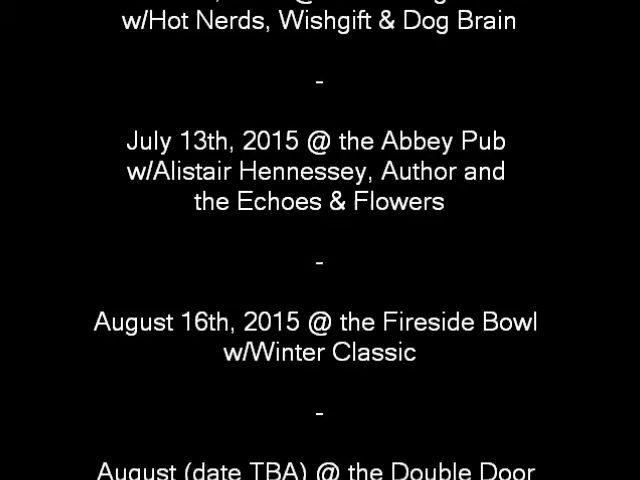 w/Hot Nerds, Wishgift & Dog Brain
-
July 13th, 2015 @ the Abbey Pub
w/Alistair Hennessey, Author and
the Echoes & Flowers
-
August 16th, 2015 @ the Fireside Bowl
w/Winter Classic
-
August (date TBA) @ the Double Door